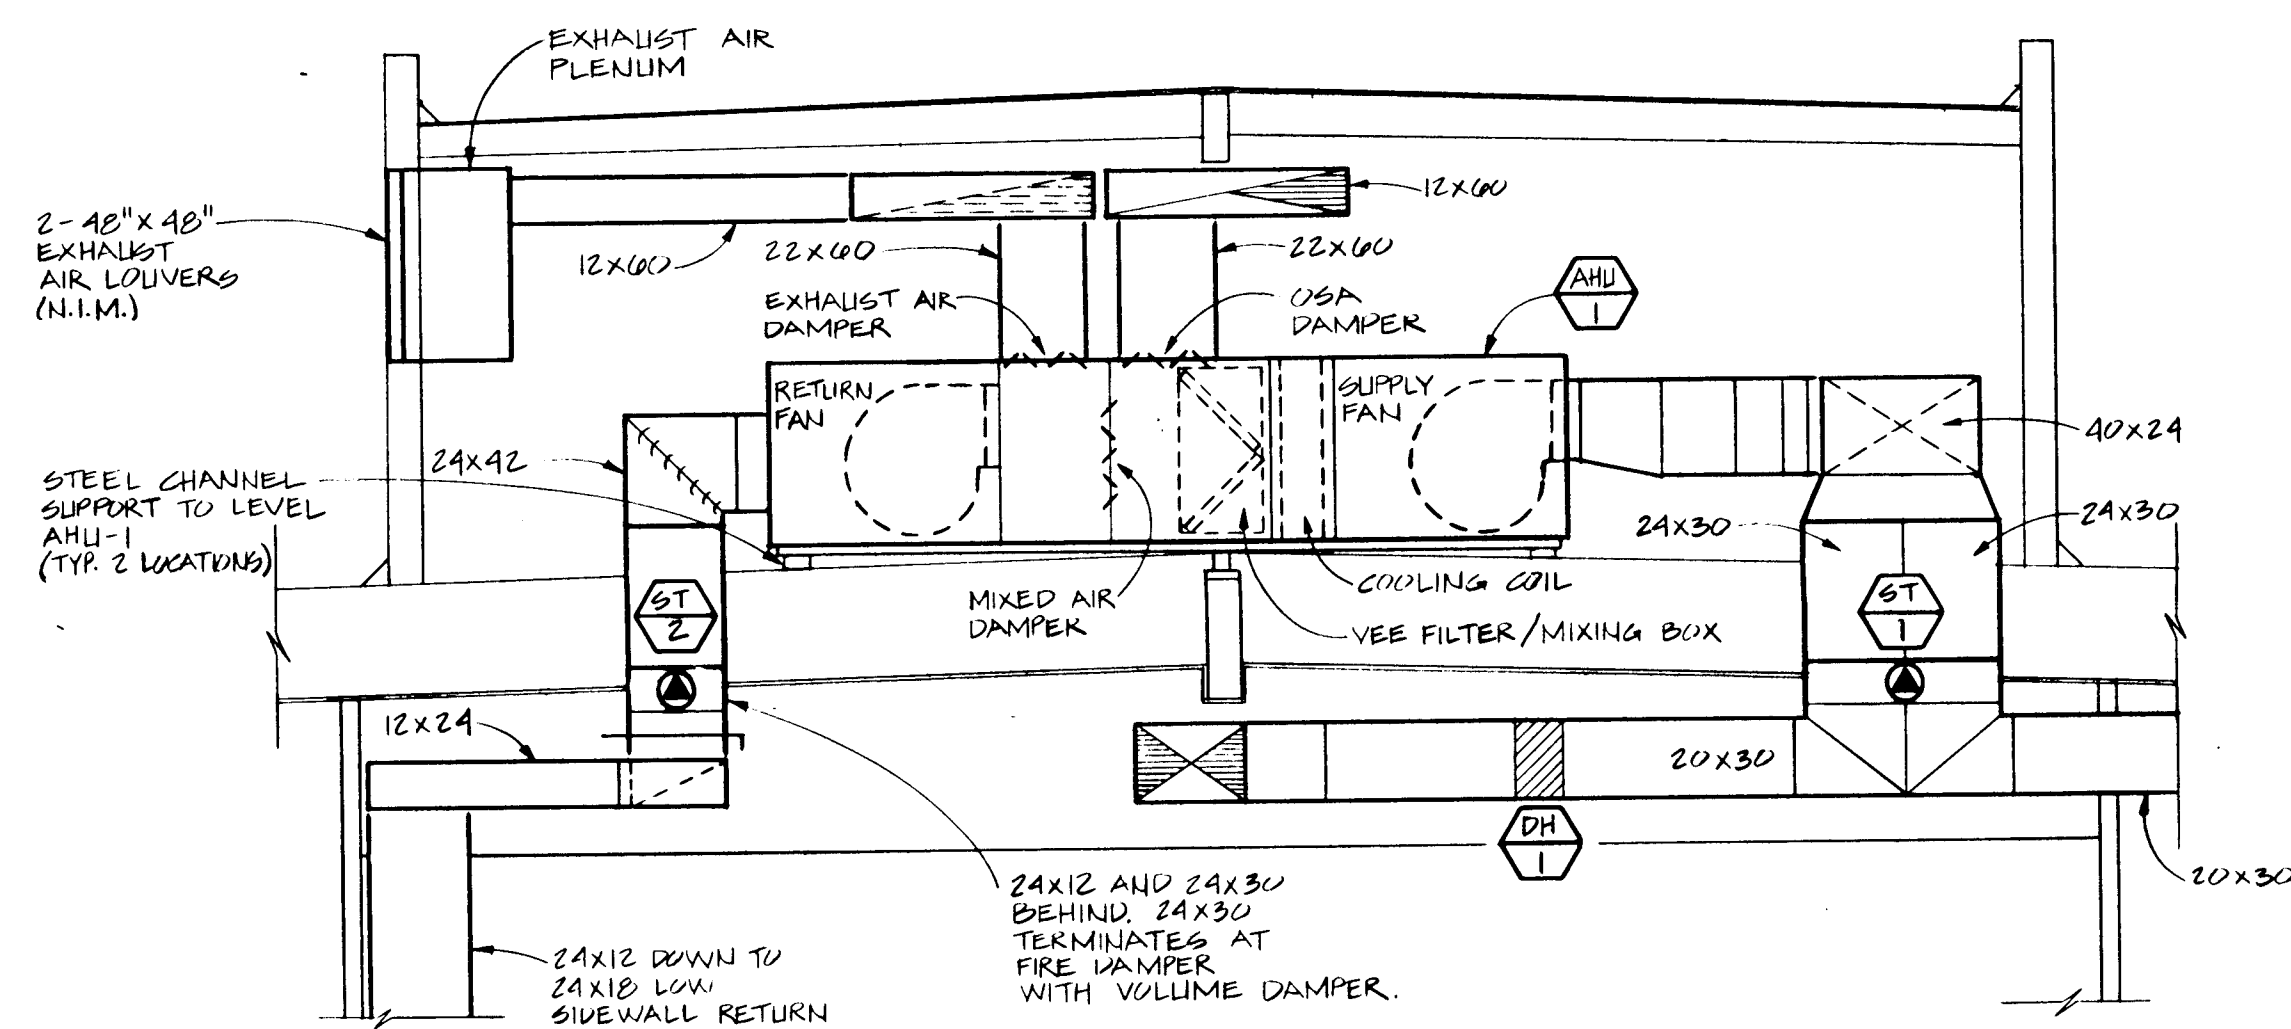 EXHAUST AIR
PLENUM
2-48"X48"
EXHAUST
AIR LOUVERS
(N.I.M.)
12X60
22X60
22X60
12X60
EXHAUST AIR
DAMPER
OSA
DAMPER
AHU
1
RETURN
FAN
SUPPLY
FAN
24X42
40X24
STEEL CHANNEL
SUPPORT TO LEVEL
AHU-1
(TYP. 2 LOCATIONS)
24X30
24X30
ST
2
MIXED AIR
DAMPER
COOLING COIL
VEE FILTER/MIXING BOX
ST
1
12X24
20X30
DH
1
20X30
24X12 AND 24X30
BEHIND. 24X30
TERMINATES AT
FIRE DAMPER
WITH VOLUME DAMPER.
24X12 DOWN TO
24X18 LOW
SIDEWALL RETURN